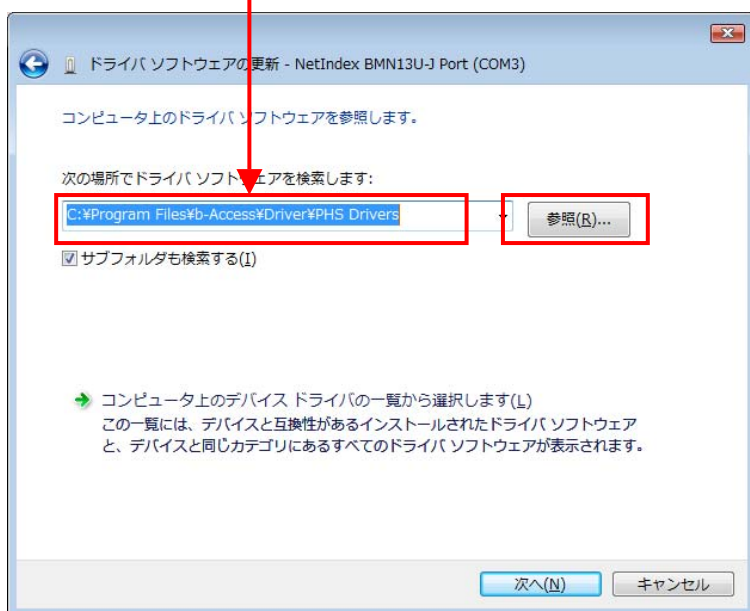 ドライバ ソフトウェアの更新 - NetIndex BMN13U-J Port (COM3)
コンピュータ上のドライバ ソフトウェアを参照します。
次の場所でドライバ ソフトウェアを検索します:
C:¥Program Files¥b-Access¥Driver¥PHS Drivers
参照(R)...
サブフォルダも検索する(I)
コンピュータ上のデバイス ドライバの一覧から選択します(L)
この一覧には、デバイスと互換性があるインストールされたドライバ ソフトウェア
と、デバイスと同じカテゴリにあるすべてのドライバ ソフトウェアが表示されます。
次へ(N)
キャンセル